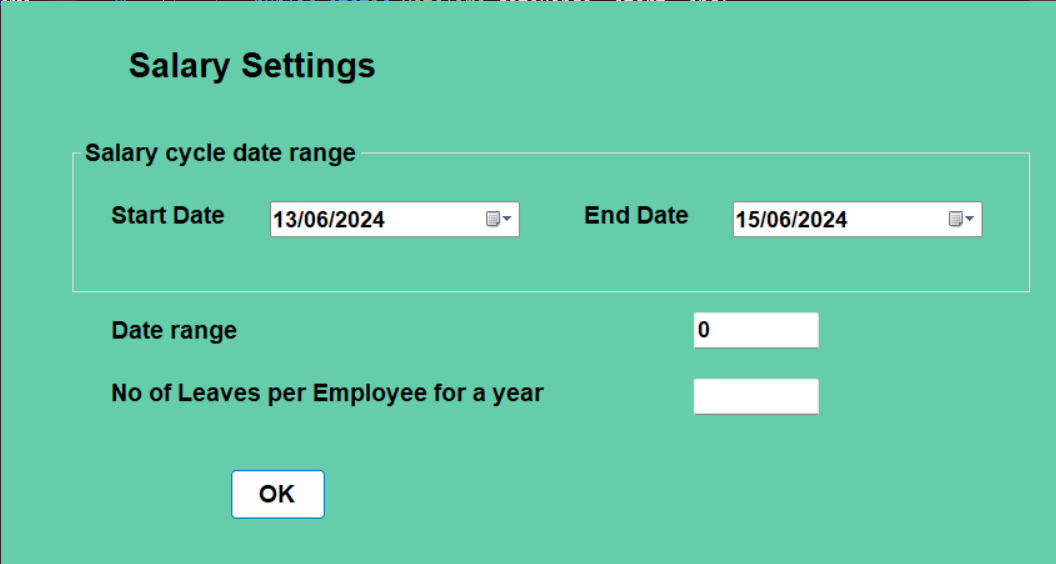 Salary Settings
Salary cycle date range
Start Date 13/06/2024 End Date 15/06/2024
Date range 0
No of Leaves per Employee for a year
OK